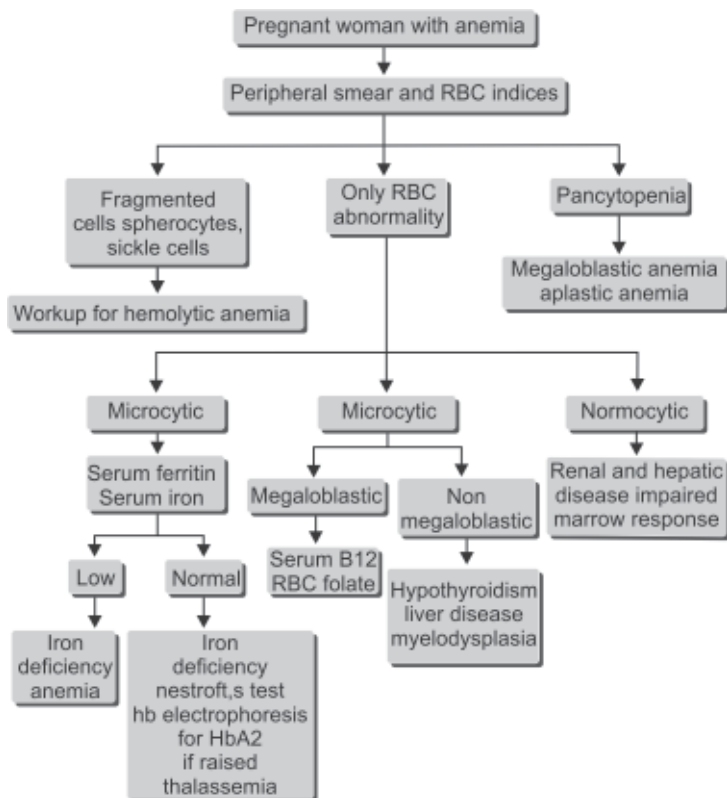 Pregnant woman with anemia
Peripheral smear and RBC indices
Fragmented
cells spherocytes,
sickle cells
Only RBC
abnormality
Pancytopenia
Workup for hemolytic anemia
Megaloblastic anemia
aplastic anemia
Microcytic
Microcytic
Normocytic
Serum ferritin
Serum iron
Megaloblastic
Non
megaloblastic
Renal and hepatic
disease impaired
marrow response
Low
Normal
Serum B12
RBC folate
Hypothyroidism
liver disease
myelodysplasia
Iron
deficiency
anemia
Iron
deficiency
nestroft,s test
hb electrophoresis
for HbA2
if raised
thalassemia